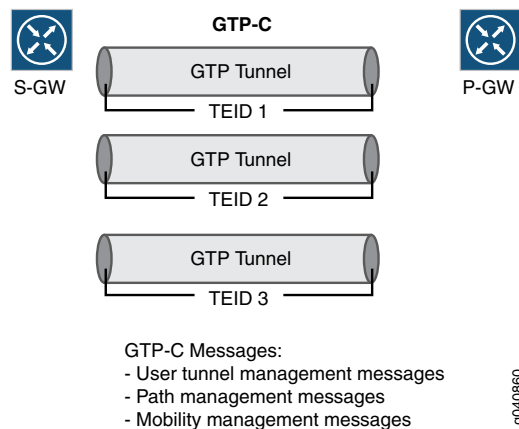 GTP-C
S-GW
P-GW
GTP Tunnel
TEID 1
GTP Tunnel
TEID 2
GTP Tunnel
TEID 3
GTP-C Messages:
- User tunnel management messages
- Path management messages
- Mobility management messages
g040860